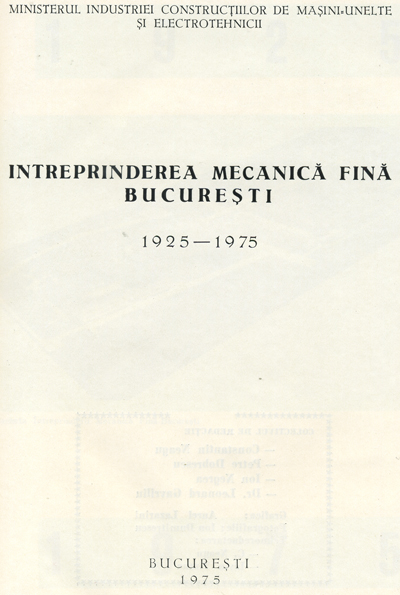 MINISTERUL INDUSTRIEI CONSTRUCȚIILOR DE MAȘINI-UNELTE
ȘI ELECTROTEHNICII
INTREPRINDEREA MECANICĂ FINĂ
BUCUREȘTI
1925—1975
BUCUREȘTI
1975